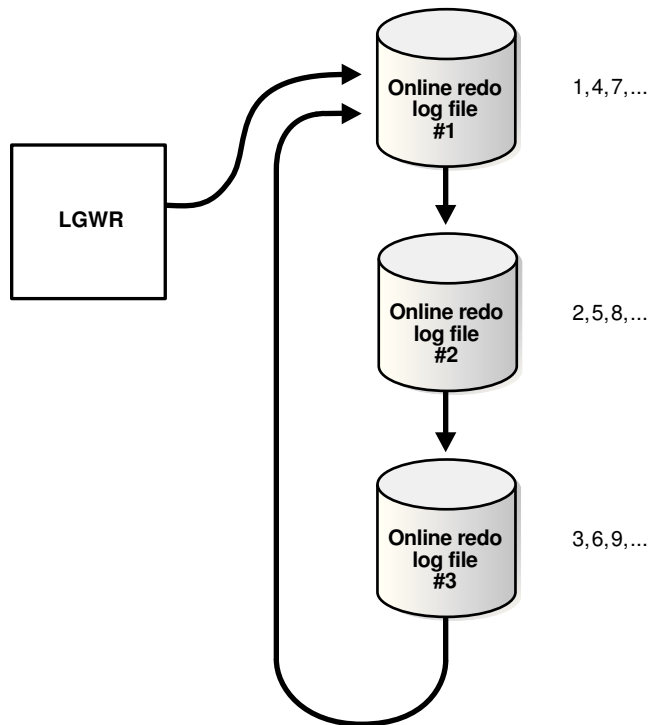 Online redo
log file
#1
1,4,7,...
LGWR
Online redo
log file
#2
2,5,8,...
Online redo
log file
#3
3,6,9,...